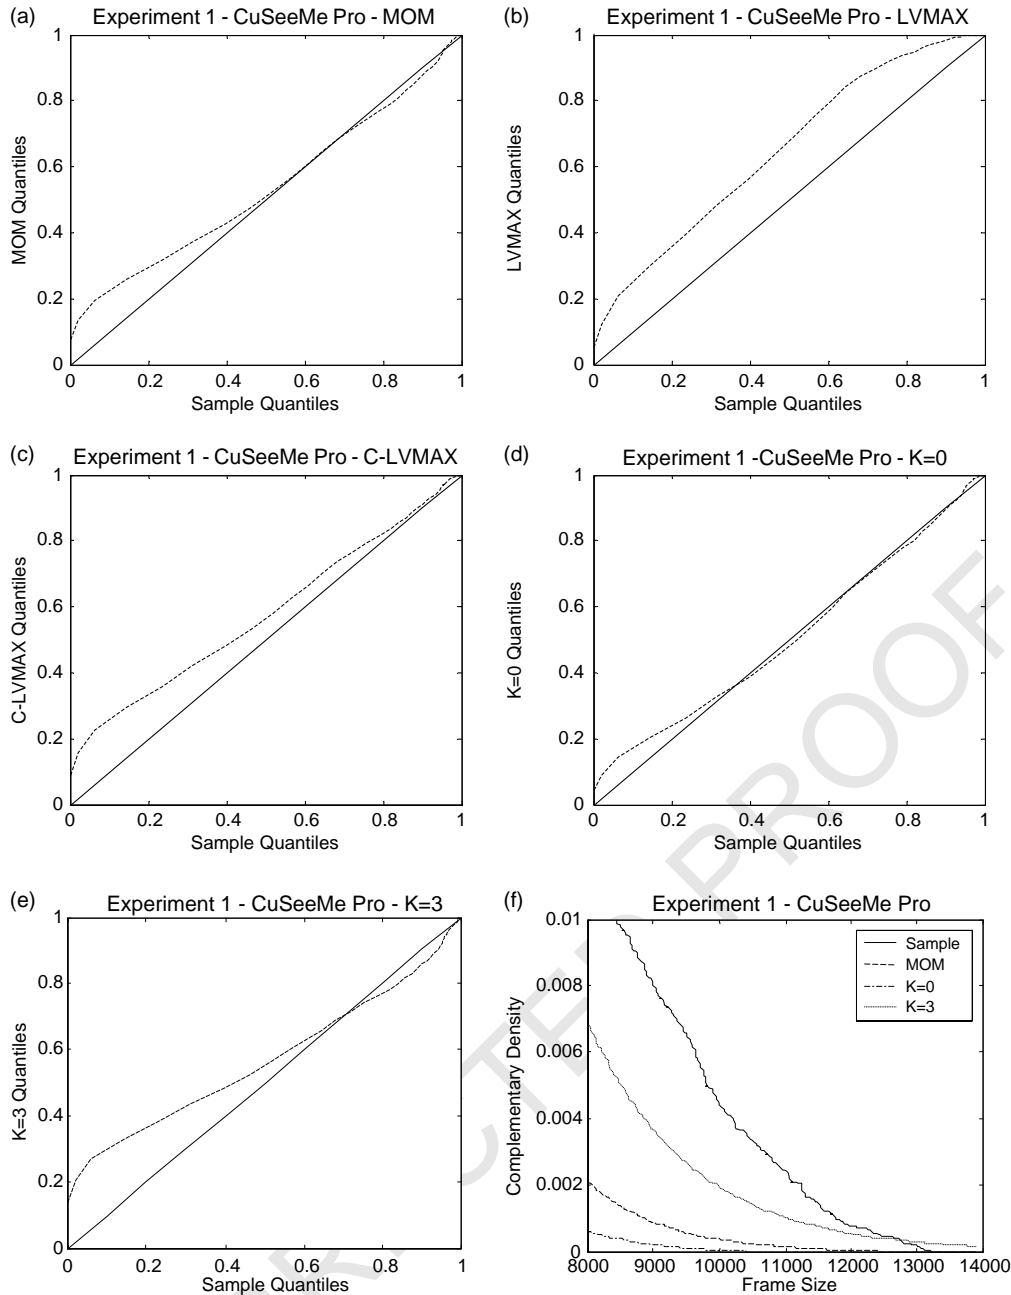 (a) Experiment 1 - CuSeeMe Pro - MOM
1
0.8
0.6
0.4
0.2
0
MOM Quantiles
0 0.2 0.4 0.6 0.8 1
Sample Quantiles
(b) Experiment 1 - CuSeeMe Pro - LVMAX
1
0.8
0.6
0.4
0.2
0
LVMAX Quantiles
0 0.2 0.4 0.6 0.8 1
Sample Quantiles
(c) Experiment 1 - CuSeeMe Pro - C-LVMAX
1
0.8
0.6
0.4
0.2
0
C-LVMAX Quantiles
0 0.2 0.4 0.6 0.8 1
Sample Quantiles
(d) Experiment 1 -CuSeeMe Pro - K=0
1
0.8
0.6
0.4
0.2
0
K=0 Quantiles
0 0.2 0.4 0.6 0.8 1
Sample Quantiles
(e) Experiment 1 - CuSeeMe Pro - K=3
1
0.8
0.6
0.4
0.2
0
K=3 Quantiles
0 0.2 0.4 0.6 0.8 1
Sample Quantiles
(f) Experiment 1 - CuSeeMe Pro
0.01
0.008
0.006
0.004
0.002
0
Complementary Density
Sample
MOM
K=0
K=3
8000 9000 10000 11000 12000 13000 14000
Frame Size
PROOF